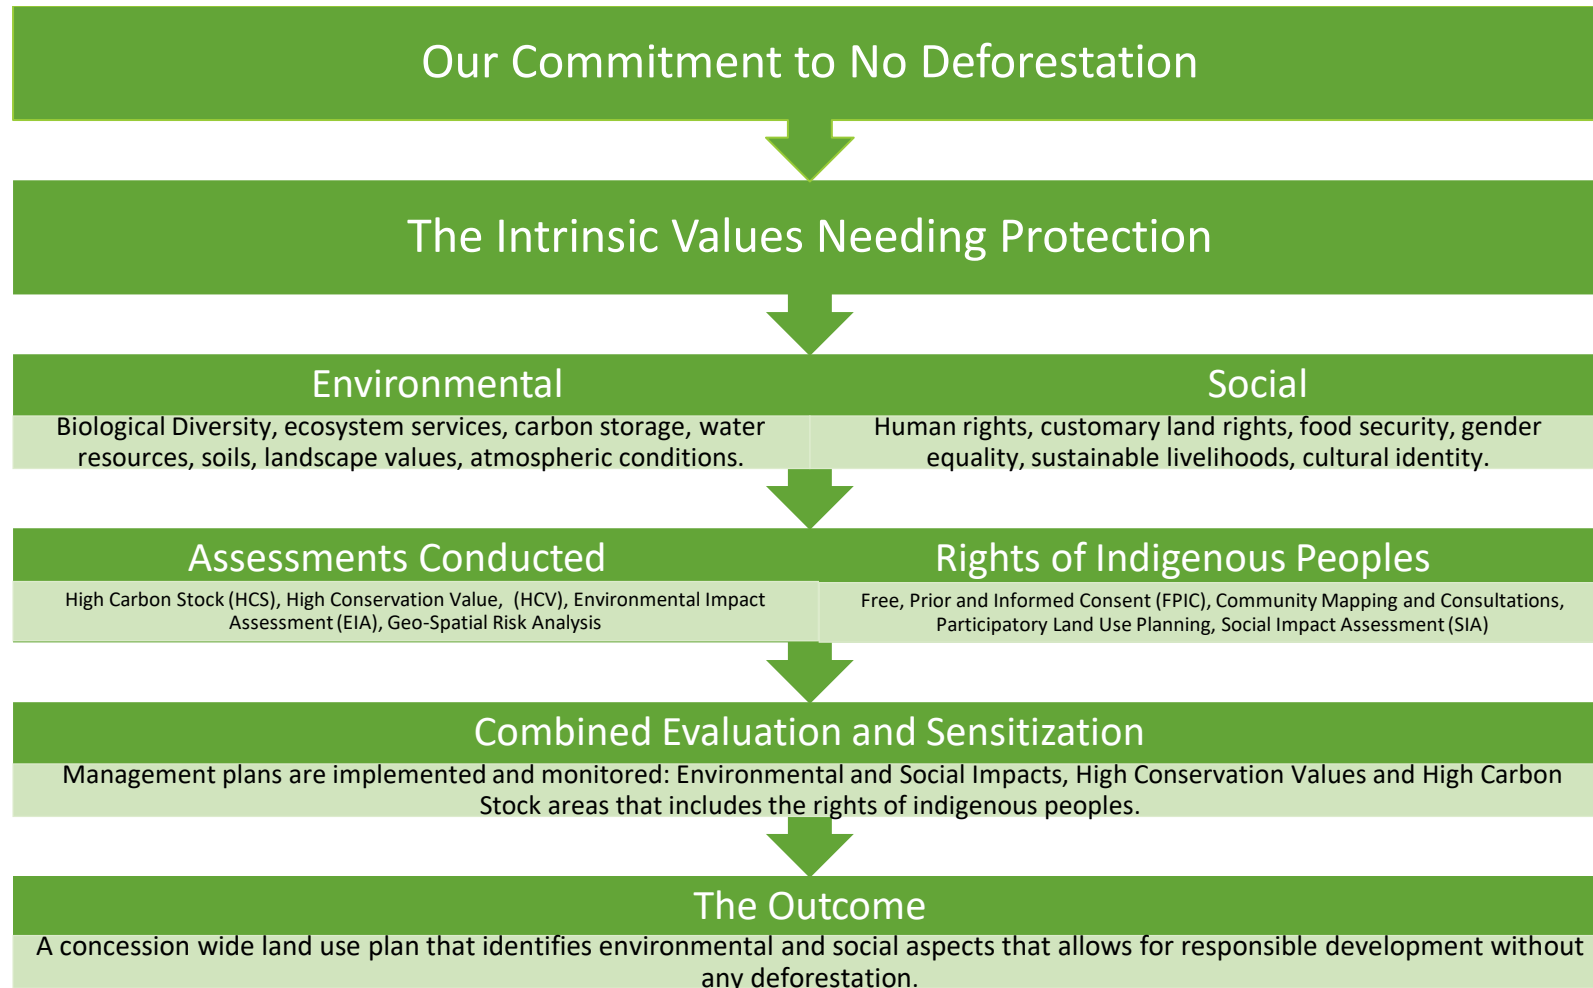 Our Commitment to No Deforestation
The Intrinsic Values Needing Protection
Environmental
Biological Diversity, ecosystem services, carbon storage, water
resources, soils, landscape values, atmospheric conditions.
Social
Human rights, customary land rights, food security, gender
equality, sustainable livelihoods, cultural identity.
Assessments Conducted
High Carbon Stock (HCS), High Conservation Value,  (HCV), Environmental Impact
Assessment (EIA), Geo-Spatial Risk Analysis
Rights of Indigenous Peoples
Free, Prior and Informed Consent (FPIC), Community Mapping and Consultations,
Participatory Land Use Planning, Social Impact Assessment (SIA)
Combined Evaluation and Sensitization
Management plans are implemented and monitored: Environmental and Social Impacts, High Conservation Values and High Carbon
Stock areas that includes the rights of indigenous peoples.
The Outcome
A concession wide land use plan that identifies environmental and social aspects that allows for responsible development without
any deforestation.